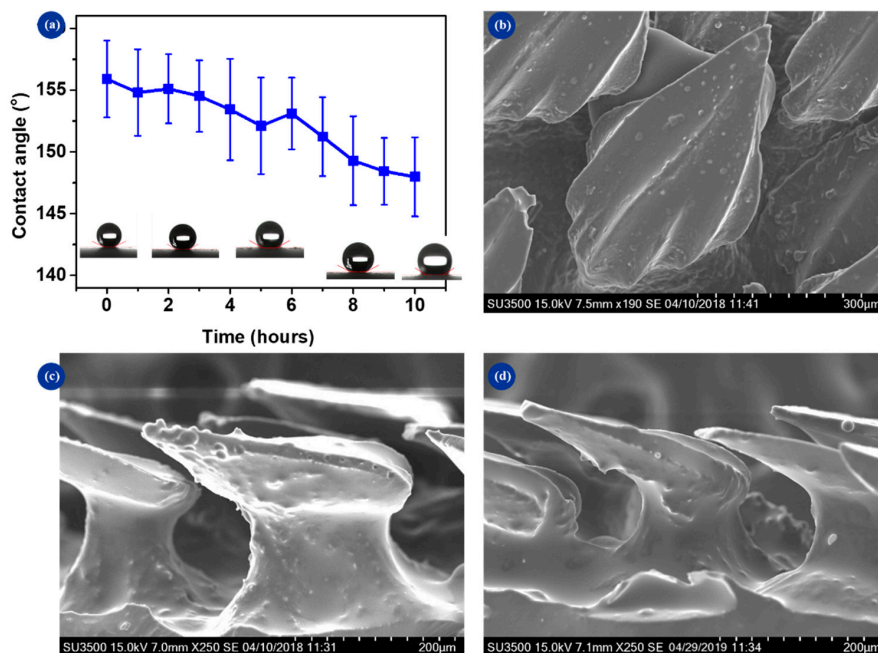 (a)
155
150
145
140
Contact angle (°)
0 2 4 6 8 10
Time (hours)
(b)
SU3500 15.0kV 7.5mm x190 SE 04/10/2018 11:41 300µm
(c)
SU3500 15.0kV 7.0mm X250 SE 04/10/2018 11:31 200µm
(d)
SU3500 15.0kV 7.1mm X250 SE 04/29/2019 11:34 200µm